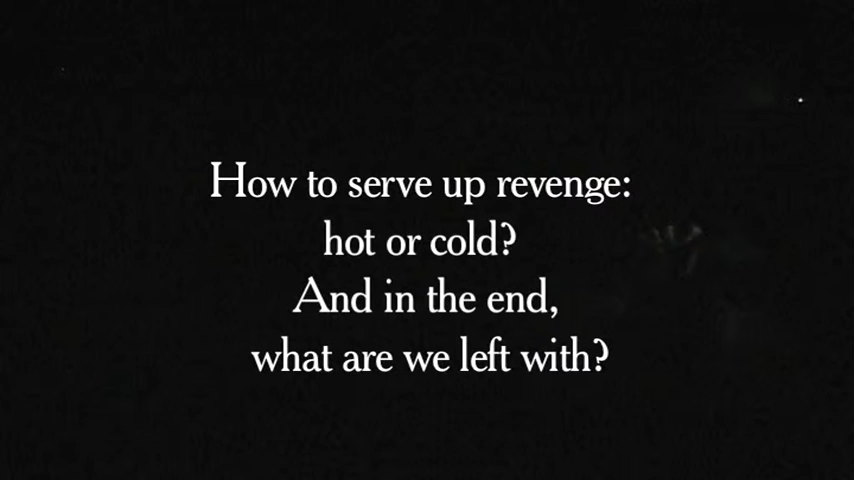 How to serve up revenge:
hot or cold?
And in the end,
what are we left with?